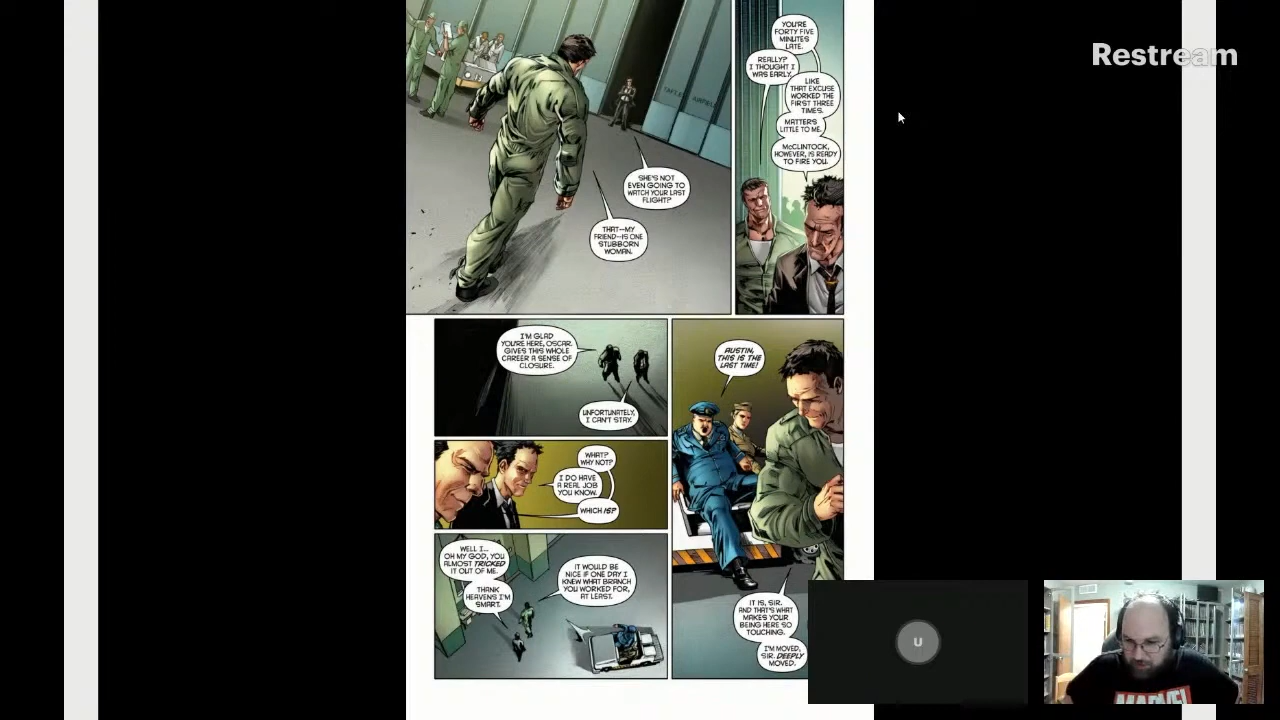 Restream
YOU'RE
FORTY FIVE
MINUTES
LATE.
REALLY?
I THOUGHT I
WAS EARLY.
LIKE
THAT EXCUSE
WORKED THE
FIRST THREE
TIMES.
MATTER'S
LITTLE TO ME.
McCLINTOCK,
HOWEVER, IS READY
TO FIRE YOU.
SHE'S NOT
EVEN GOING TO
WATCH YOUR LAST
FLIGHT?
THAT--MY
FRIEND--IS ONE
STUBBORN
WOMAN.
I'M GLAD
YOU'RE HERE, OSCAR.
GIVES THIS WHOLE
CAREER A SENSE OF
CLOSURE.
UNFORTUNATELY,
I CAN'T STAY.
WHAT?
WHY NOT?
I DO HAVE
A REAL JOB
YOU KNOW.
WHICH IS?
WELL I...
OH MY GOD, YOU
ALMOST TRICKED
IT OUT OF ME.
THANK
HEAVENS I'M
SMART.
IT WOULD BE
NICE IF ONE DAY I
KNEW WHAT BRANCH
YOU WORKED FOR,
AT LEAST.
AUSTIN,
THIS IS THE
LAST TIME!
IT IS, SIR.
AND THAT'S WHAT
MAKES YOUR
BEING HERE SO
TOUCHING.
I'M MOVED,
SIR. DEEPLY
MOVED.
U
MARVEL